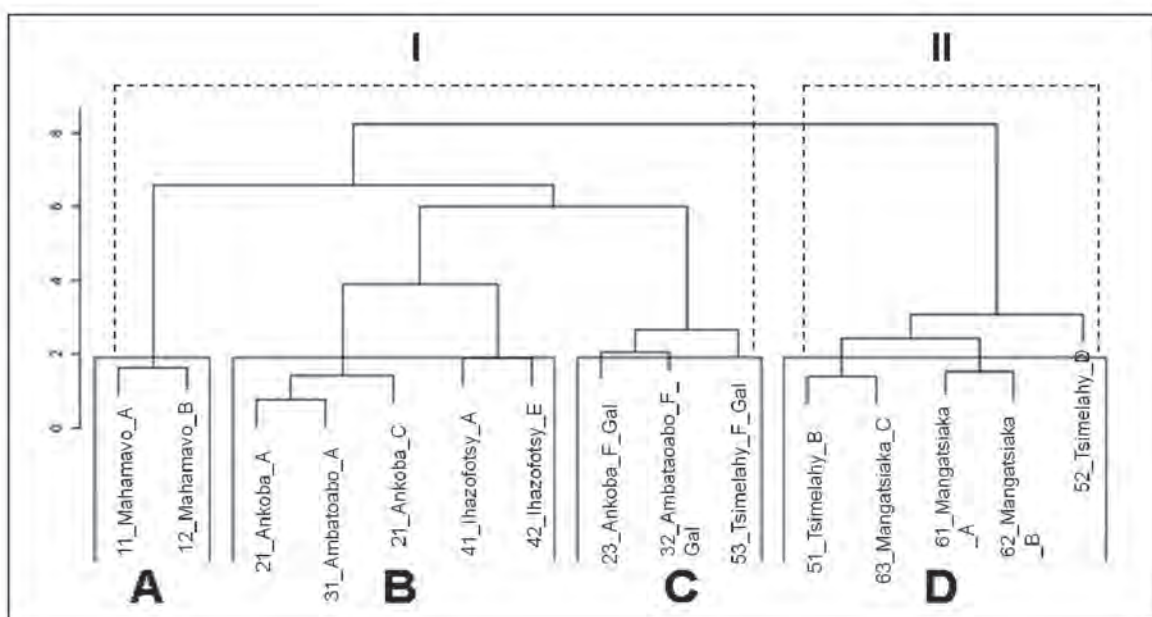 I II
8
6
4
2
0
11_Mahamavo_A
12_Mahamavo_B
21_Ankoba_A
31_Ambatoabo_A
21_Ankoba_C
41_Ihazofotsy_A
42_Ihazofotsy_E
23_Ankoba_F_Gal
32_Ambataoabo_F_
Gal
53_Tsimelahy_F_Gal
51_Tsimelahy_B
63_Mangatsiaka_C
61_Mangatsiaka
_A
62_Mangatsiaka
_B
52_Tsimelahy_D
A B C D